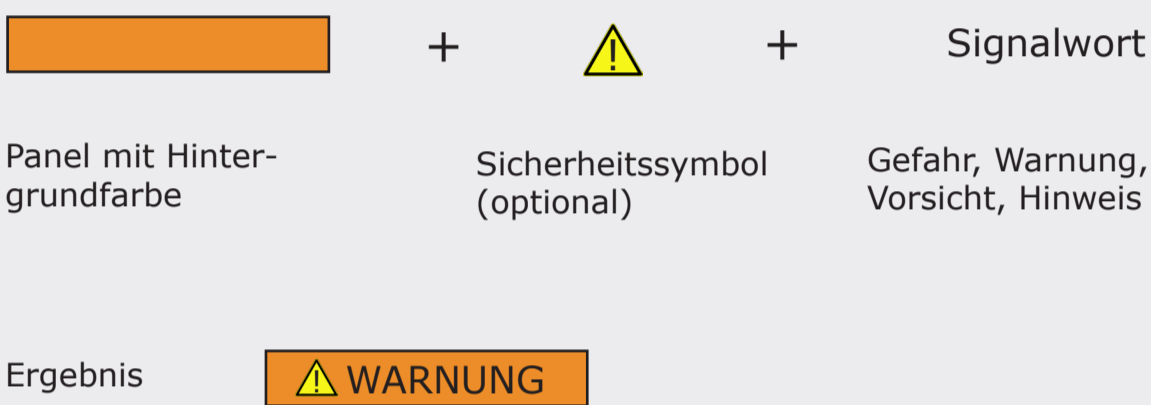 + ! + Signalwort
Panel mit Hinter-
grundfarbe
Sicherheitssymbol
(optional)
Gefahr, Warnung,
Vorsicht, Hinweis
Ergebnis
! WARNUNG